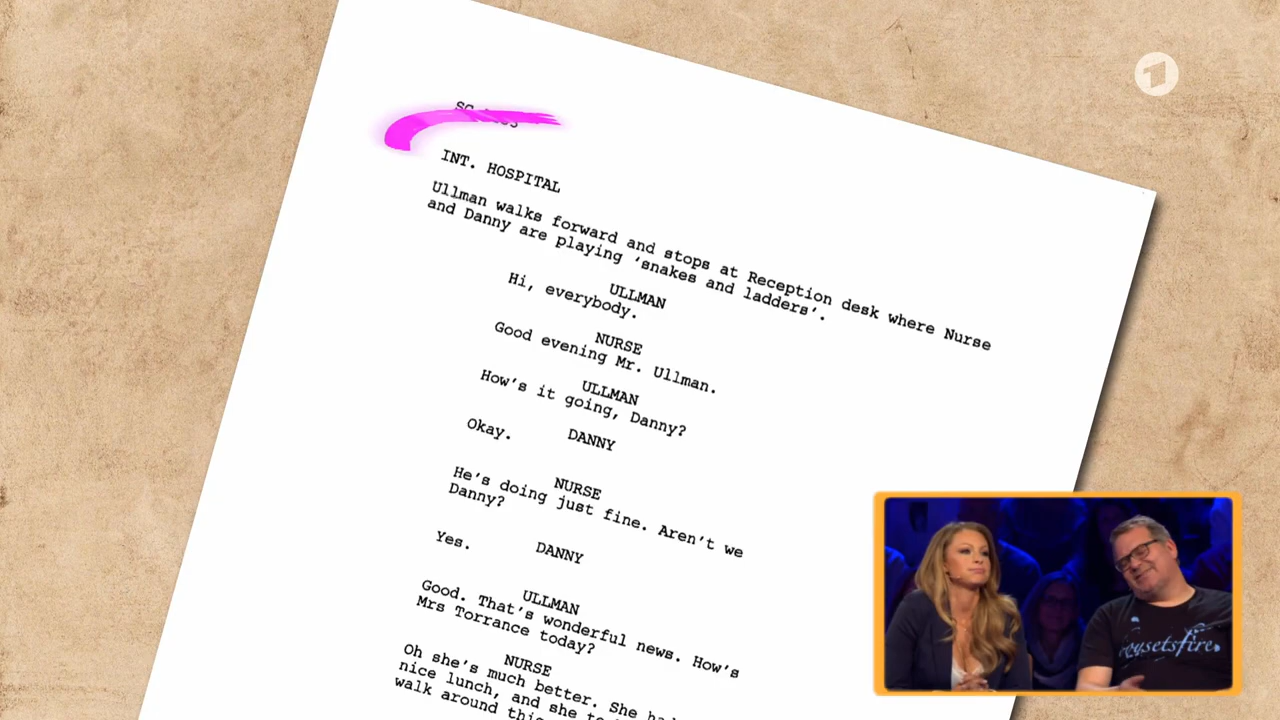 INT. HOSPITAL
Ullman walks forward and stops at Reception desk where Nurse
and Danny are playing ‘snakes and ladders’.
ULLMAN
Hi, everybody.
NURSE
Good evening Mr. Ullman.
ULLMAN
How’s it going, Danny?
DANNY
Okay.
NURSE
He’s doing just fine. Aren’t we
Danny?
DANNY
Yes.
ULLMAN
Good. That’s wonderful news. How’s
Mrs Torrance today?
NURSE
Oh she’s much better. She
nice lunch, and she
walk around
1